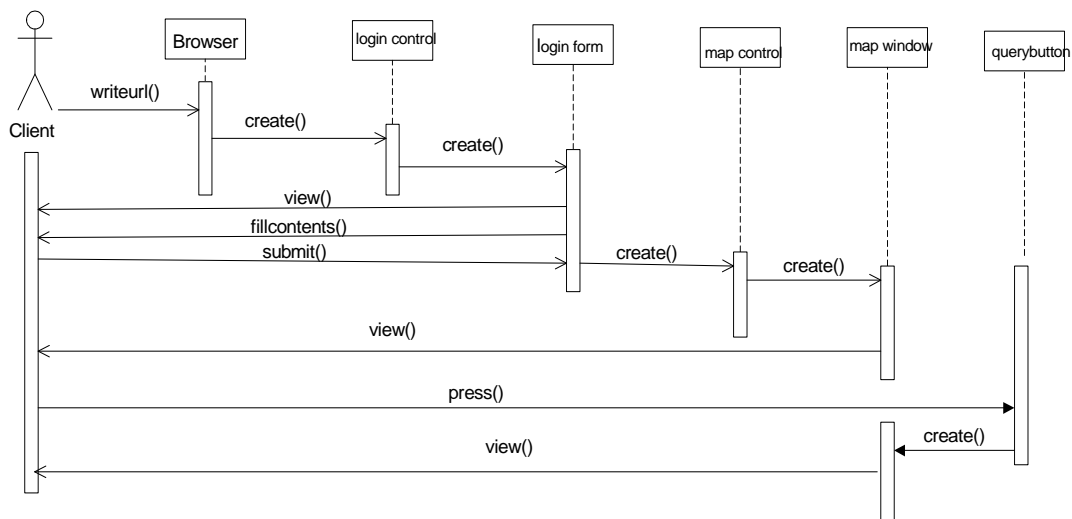 Browser
login control
login form
map control
map window
querybutton
Client
writeurl()
create()
create()
view()
fillcontents()
submit()
create()
create()
view()
press()
create()
view()